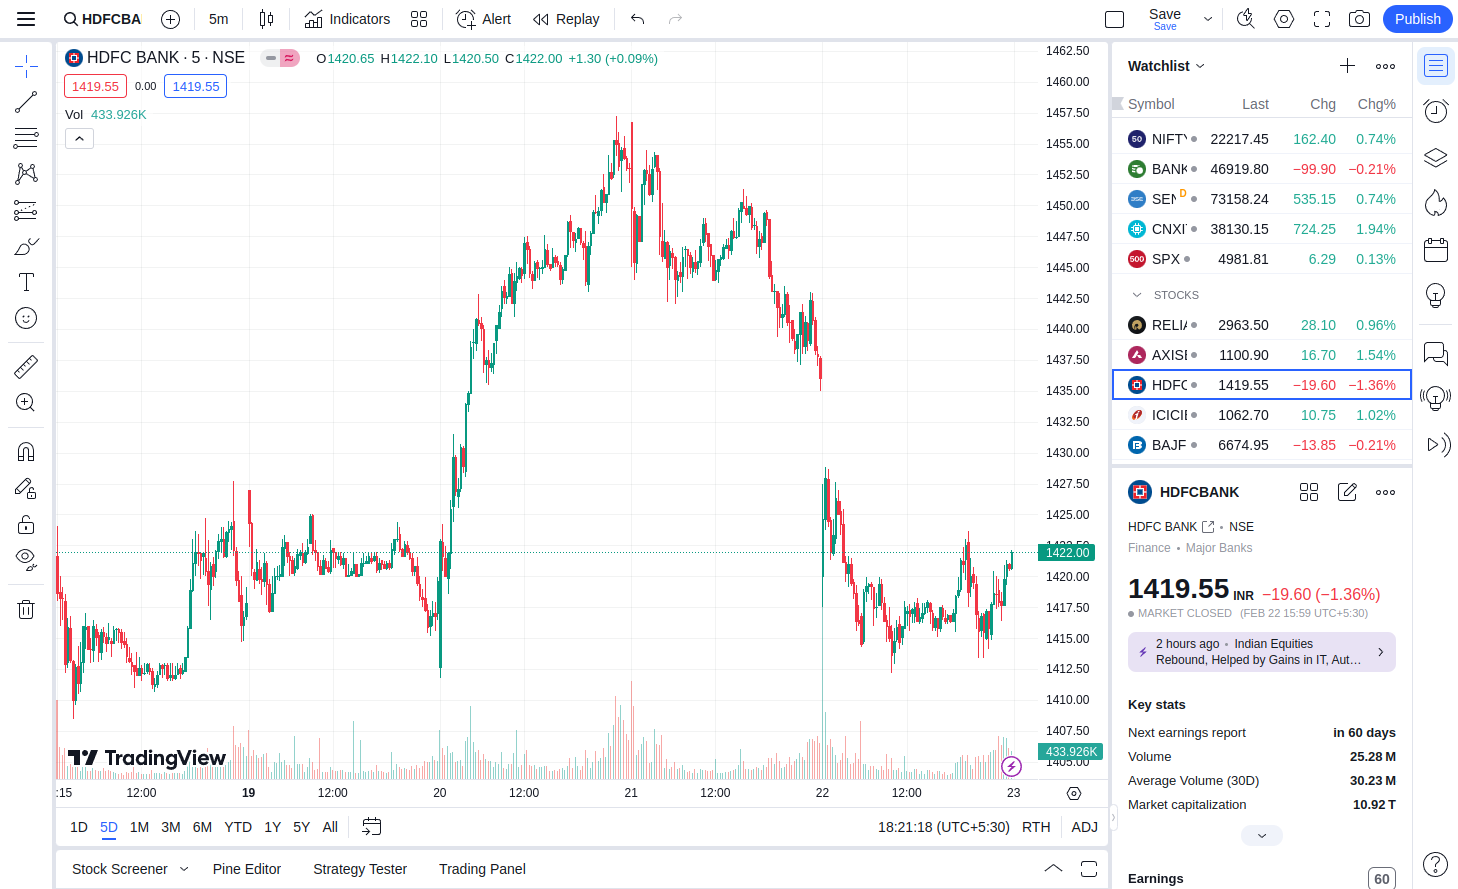 HDFCBA
5m
Indicators
Alert
Replay
Save
Save
Publish
HDFC BANK · 5 · NSE
O1420.65 H1422.10 L1420.50 C1422.00 +1.30 (+0.09%)
1419.55 0.00 1419.55
Vol 433.926K
1462.50
1460.00
1457.50
1455.00
1452.50
1450.00
1447.50
1445.00
1442.50
1440.00
1437.50
1435.00
1432.50
1430.00
1427.50
1425.00
1422.00
1420.00
1417.50
1415.00
1412.50
1410.00
1407.50
433.926K
1405.00
TradingView
:15 12:00 19 12:00 20 12:00 21 12:00 22 12:00 23
1D 5D 1M 3M 6M YTD 1Y 5Y All
18:21:18 (UTC+5:30) RTH ADJ
Stock Screener Pine Editor Strategy Tester Trading Panel
Watchlist
Symbol Last Chg Chg%
50 NIFTY 22217.45 162.40 0.74%
BANK 46919.80 −99.90 −0.21%
SEN D 73158.24 535.15 0.74%
CNXIT 38130.15 724.25 1.94%
500 SPX 4981.81 6.29 0.13%
STOCKS
RELIA 2963.50 28.10 0.96%
AXISE 1100.90 16.70 1.54%
HDFC 1419.55 −19.60 −1.36%
ICICIE 1062.70 10.75 1.02%
BAJF 6674.95 −13.85 −0.21%
HDFCBANK
HDFC BANK • NSE
Finance • Major Banks
1419.55 INR −19.60 (−1.36%)
MARKET CLOSED (FEB 22 15:59 UTC+5:30)
2 hours ago • Indian Equities
Rebound, Helped by Gains in IT, Aut…
Key stats
Next earnings report in 60 days
Volume 25.28 M
Average Volume (30D) 30.23 M
Market capitalization 10.92 T
Earnings 60